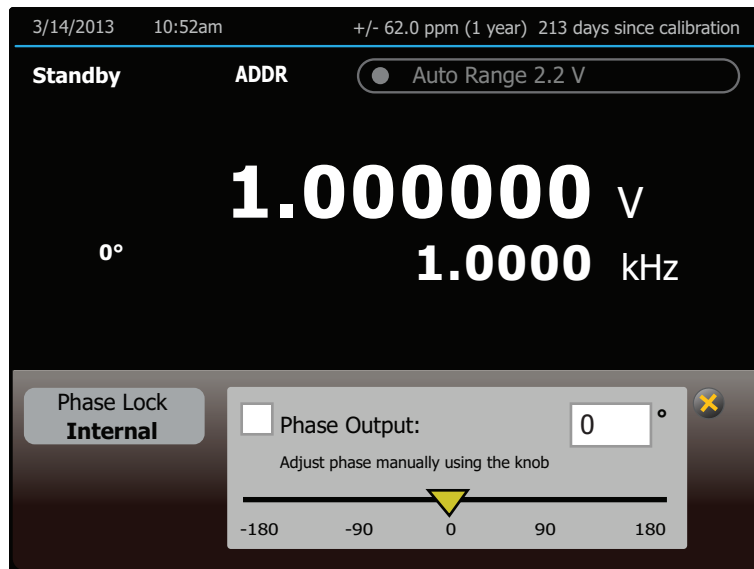 3/14/2013 10:52am +/- 62.0 ppm (1 year) 213 days since calibration
Standby ADDR Auto Range 2.2 V
1.000000 V
0° 1.0000 kHz
Phase Lock
Internal
Phase Output: 0 °
Adjust phase manually using the knob
-180 -90 0 90 180